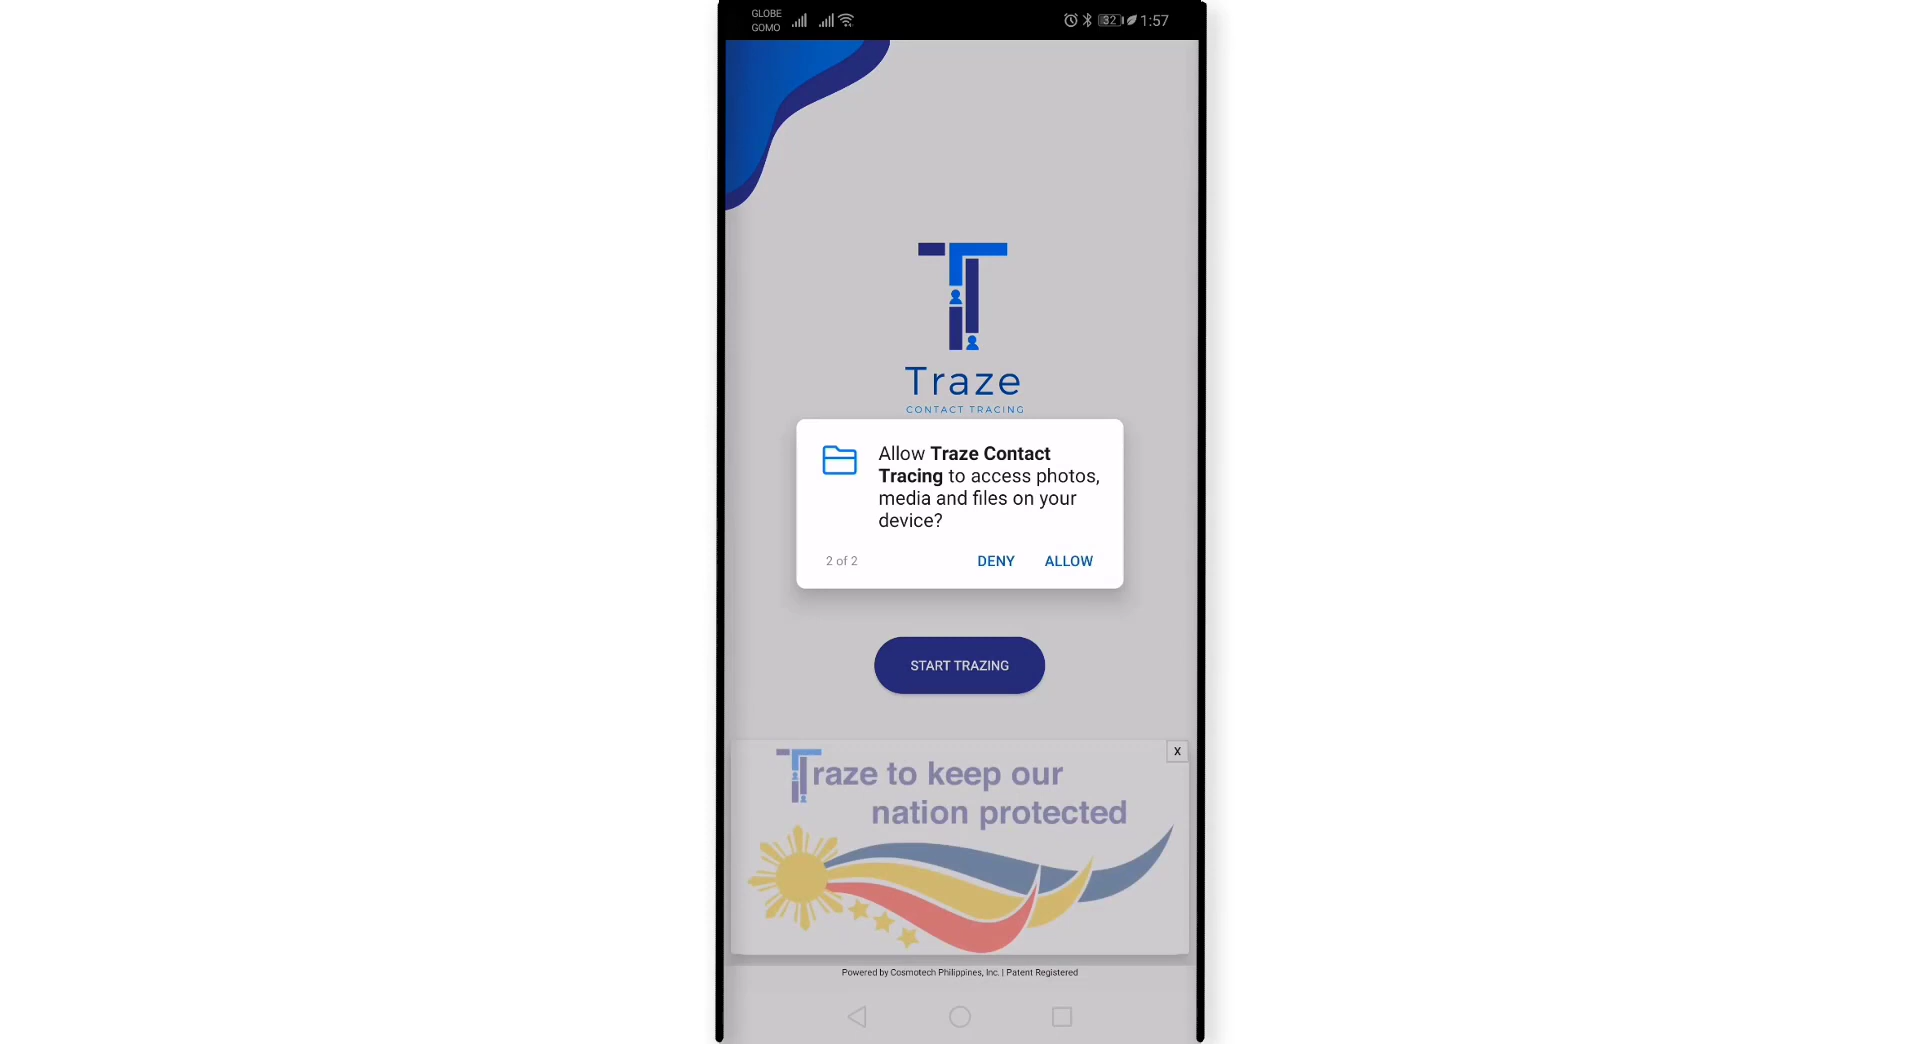 GLOBE
GOMO
32
1:57
Traze
CONTACT TRACING
Allow Traze Contact
Tracing to access photos,
media and files on your
device?
2 of 2
DENY
ALLOW
START TRAZING
X
Traze to keep our
nation protected
Powered by Cosmotech Philippines, Inc. | Patent Registered